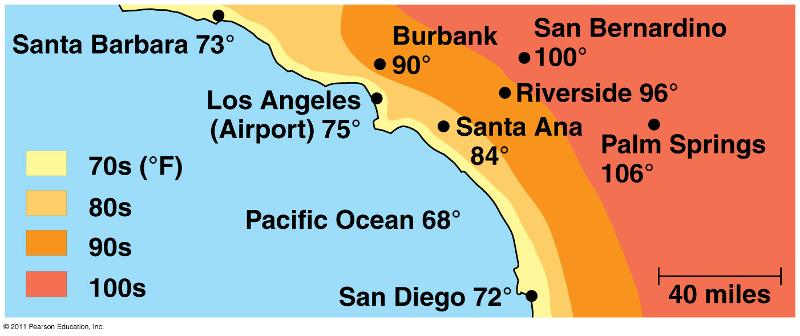 Santa Barbara 73°
Burbank
90°
San Bernardino
100°
Los Angeles
(Airport) 75°
Riverside 96°
Santa Ana
84°
Palm Springs
106°
70s (°F)
80s
90s
100s
Pacific Ocean 68°
San Diego 72°
40 miles
© 2011 Pearson Education, Inc.